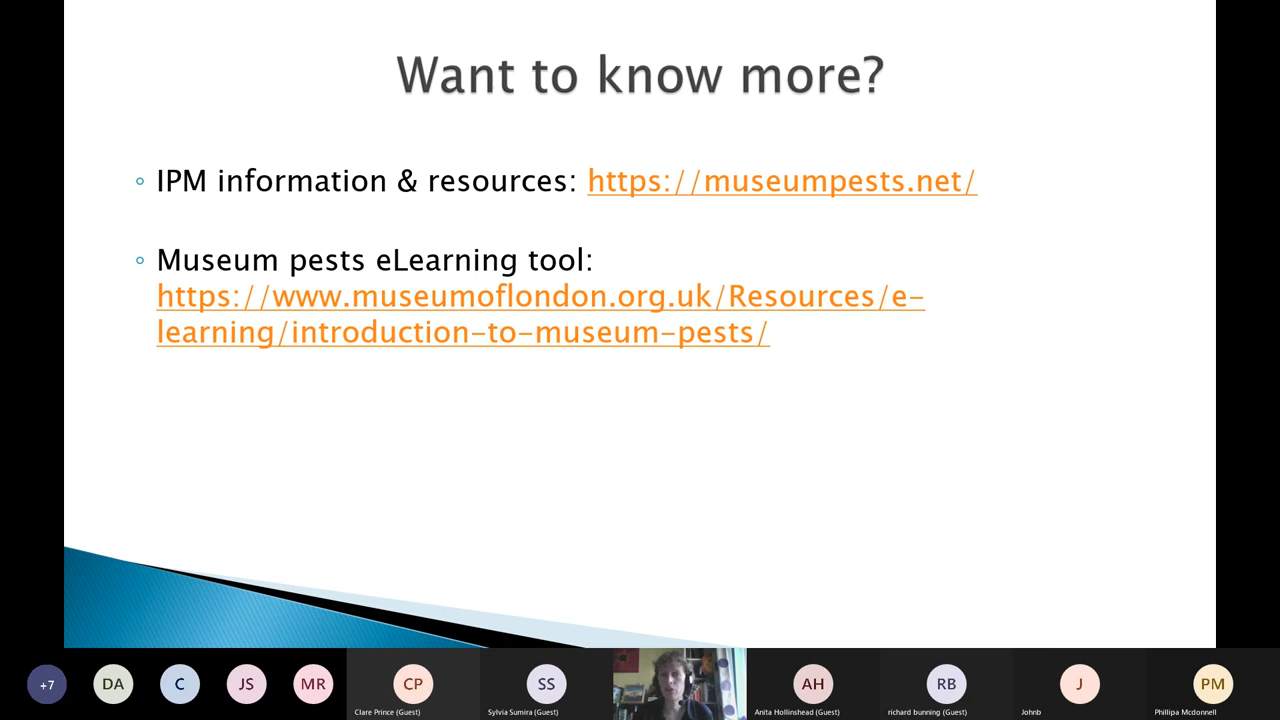 Want to know more?
IPM information & resources: https://museumpests.net/
Museum pests eLearning tool:
https://www.museumoflondon.org.uk/Resources/e-
learning/introduction-to-museum-pests/
+7
DA
C
JS
MR
CP
SS
AH
RB
J
PM
Clare Prince (Guest)
Sylvia Sumira (Guest)
Anita Hollinshead (Guest)
richard bunning (Guest)
Johnb
Phillipa Mcdonnell